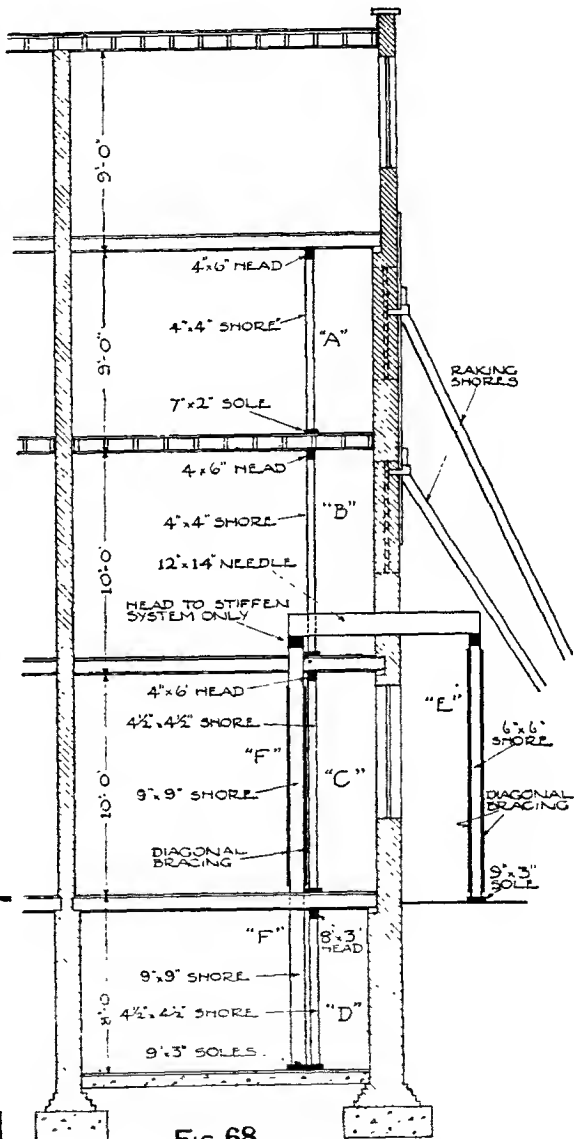 9'-0"
4"x6" HEAD
4"x4" SHORE
"A"
9'-0"
RAKING
SHORES
7"x2" SOLE
4x6" HEAD
"B"
4"x4" SHORE
12"x14" NEEDLE
10'-0
HEAD TO STIFFEN
SYSTEM ONLY
4"x6' HEAD
"E"
4½"x4½" SHORE
6"x6"
SHORE
"F"
"C"
9"x9" SHORE
10'-0
DIAGONAL
BRACING
DIAGONAL
BRACING
9"x3"
SOLE
"F"
8"x3"
HEAD
9"x9" SHORE
4½"x4½" SHORE
"D"
8'-0
9"x3" SOLES.
Fig. 68